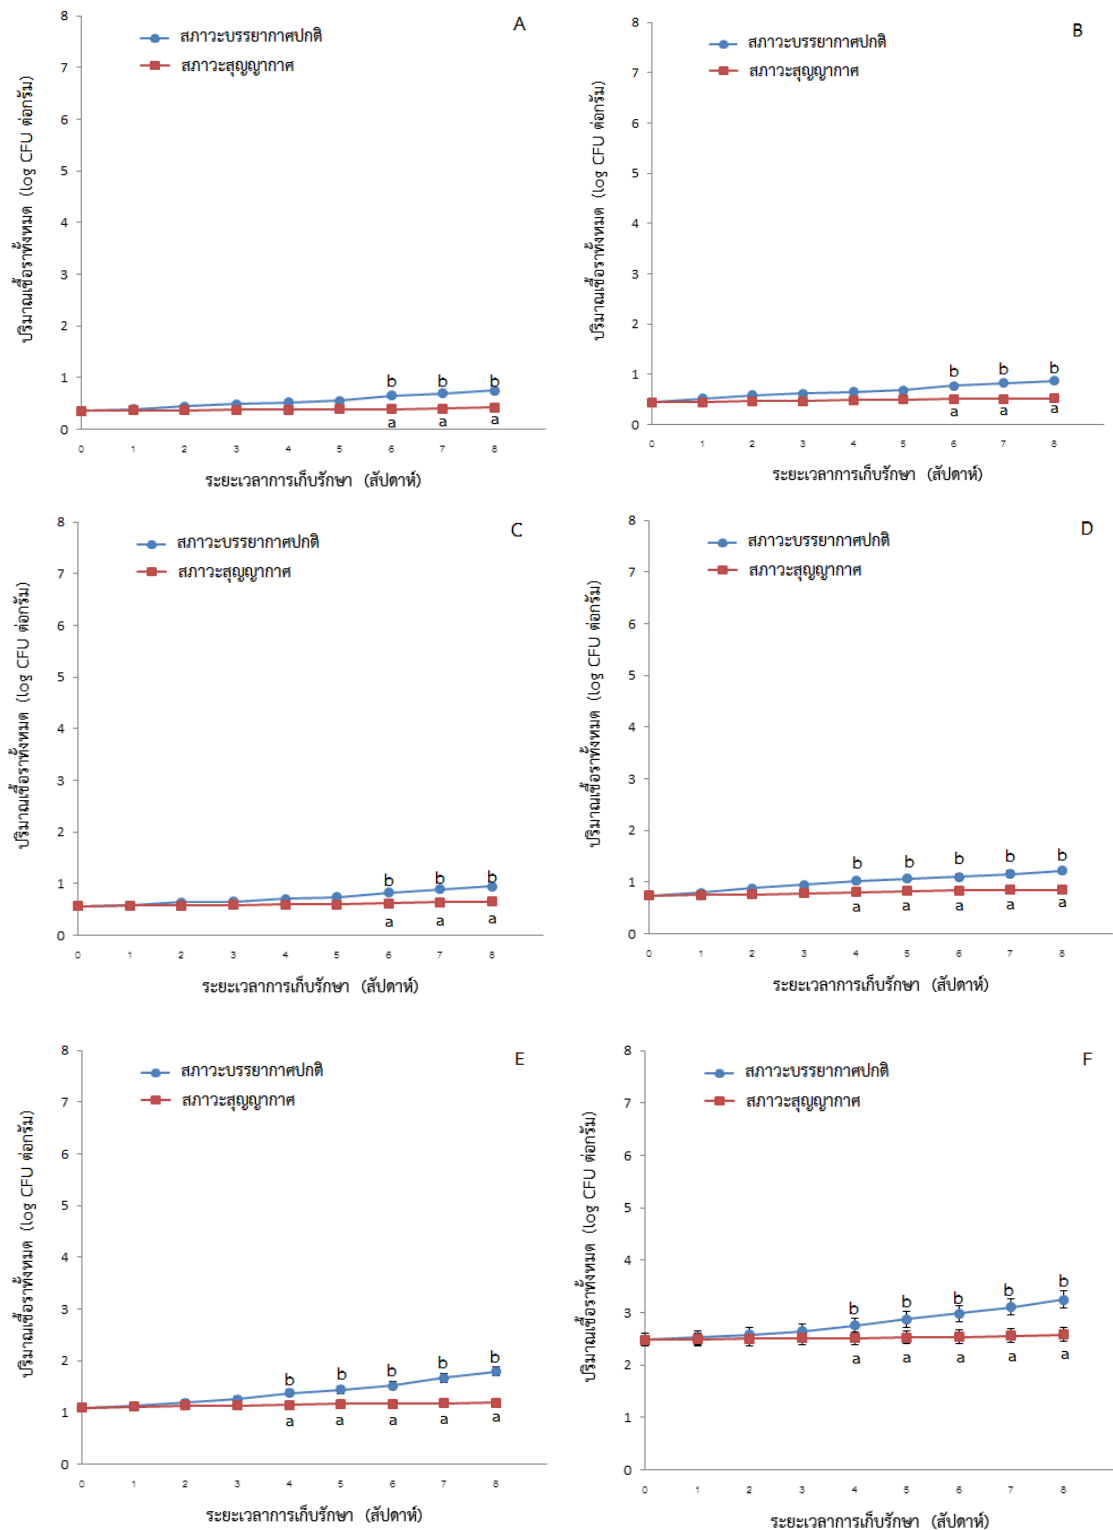 A
สภาวะบรรยากาศปกติ
สภาวะสุญญากาศ
ปริมาณเชื้อราทั้งหมด (log CFU ต่อกรัม)
8
7
6
5
4
3
2
1
0
b b b
a a a
0 1 2 3 4 5 6 7 8
ระยะเวลาการเก็บรักษา (สัปดาห์)
B
สภาวะบรรยากาศปกติ
สภาวะสุญญากาศ
ปริมาณเชื้อราทั้งหมด (log CFU ต่อกรัม)
8
7
6
5
4
3
2
1
0
b b b
a a a
0 1 2 3 4 5 6 7 8
ระยะเวลาการเก็บรักษา (สัปดาห์)
C
สภาวะบรรยากาศปกติ
สภาวะสุญญากาศ
ปริมาณเชื้อราทั้งหมด (log CFU ต่อกรัม)
8
7
6
5
4
3
2
1
0
b b b
a a a
0 1 2 3 4 5 6 7 8
ระยะเวลาการเก็บรักษา (สัปดาห์)
D
สภาวะบรรยากาศปกติ
สภาวะสุญญากาศ
ปริมาณเชื้อราทั้งหมด (log CFU ต่อกรัม)
8
7
6
5
4
3
2
1
0
b b b b b
a a a a a
0 1 2 3 4 5 6 7 8
ระยะเวลาการเก็บรักษา (สัปดาห์)
E
สภาวะบรรยากาศปกติ
สภาวะสุญญากาศ
ปริมาณเชื้อราทั้งหมด (log CFU ต่อกรัม)
8
7
6
5
4
3
2
1
0
b b b b b
a a a a a
0 1 2 3 4 5 6 7 8
ระยะเวลาการเก็บรักษา (สัปดาห์)
F
สภาวะบรรยากาศปกติ
สภาวะสุญญากาศ
ปริมาณเชื้อราทั้งหมด (log CFU ต่อกรัม)
8
7
6
5
4
3
2
1
0
b b b b b
a a a a a
0 1 2 3 4 5 6 7 8
ระยะเวลาการเก็บรักษา (สัปดาห์)